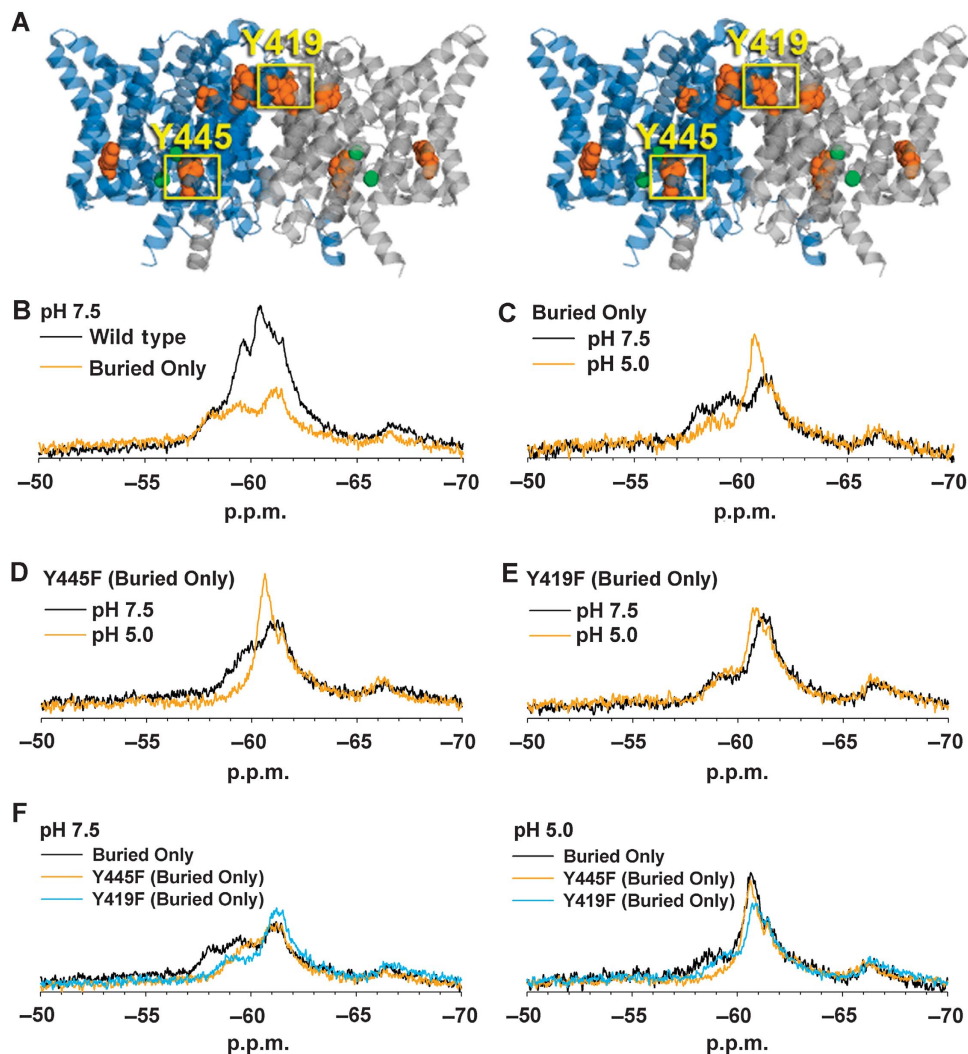 A
Y419
Y445
Y419
Y445
B
pH 7.5
Wild type
Buried Only
–50
–55
–60
–65
–70
p.p.m.
C
Buried Only
pH 7.5
pH 5.0
–50
–55
–60
–65
–70
p.p.m.
D
Y445F (Buried Only)
pH 7.5
pH 5.0
–50
–55
–60
–65
–70
p.p.m.
E
Y419F (Buried Only)
pH 7.5
pH 5.0
–50
–55
–60
–65
–70
p.p.m.
F
pH 7.5
Buried Only
Y445F (Buried Only)
Y419F (Buried Only)
–50
–55
–60
–65
–70
p.p.m.
pH 5.0
Buried Only
Y445F (Buried Only)
Y419F (Buried Only)
–50
–55
–60
–65
–70
p.p.m.